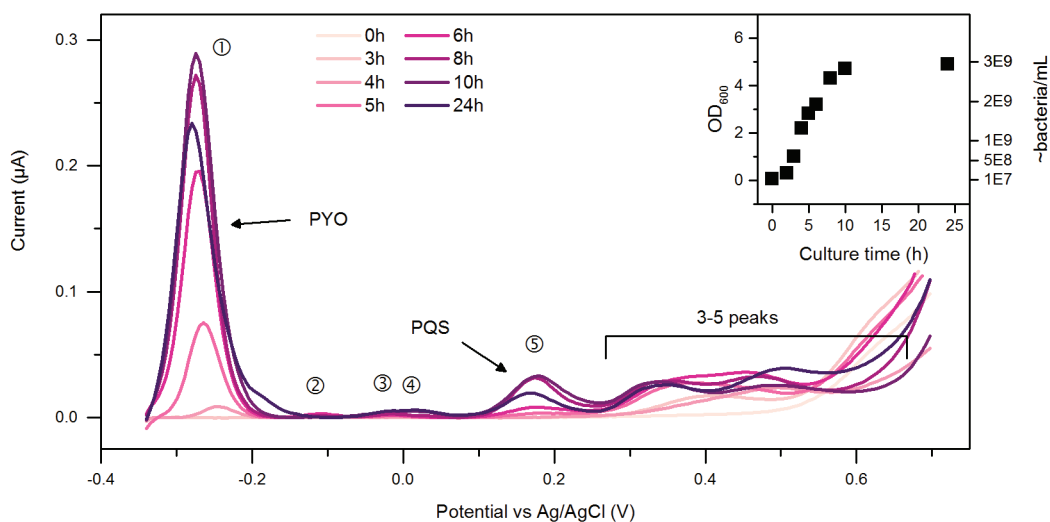 0.3
0.2
0.1
0.0
Current (µA)
-0.4
-0.2
0.0
0.2
0.4
0.6
Potential vs Ag/AgCl (V)
0h
3h
4h
5h
6h
8h
10h
24h
①
PYO
②
③
④
PQS
⑤
3-5 peaks
6
4
2
0
OD600
3E9
2E9
1E9
5E8
1E7
~bacteria/mL
0 5 10 15 20 25
Culture time (h)